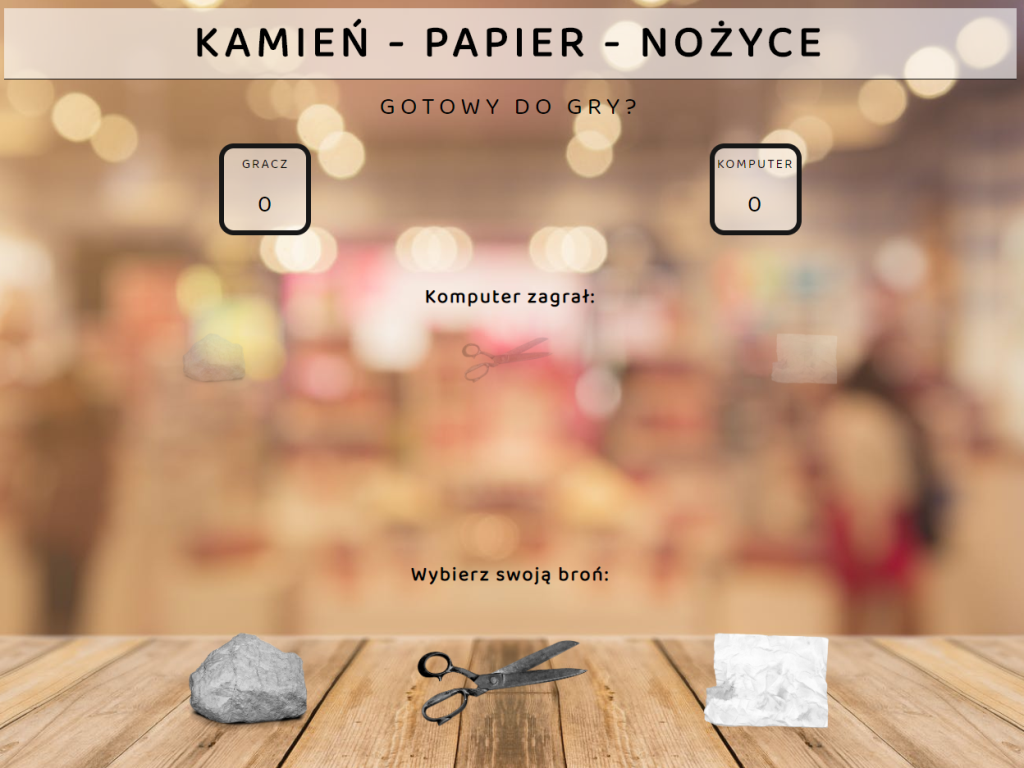 KAMIEŃ - PAPIER - NOŻYCE
GOTOWY DO GRY?
GRACZ
0
KOMPUTER
0
Komputer zagrał:
Wybierz swoją broń: